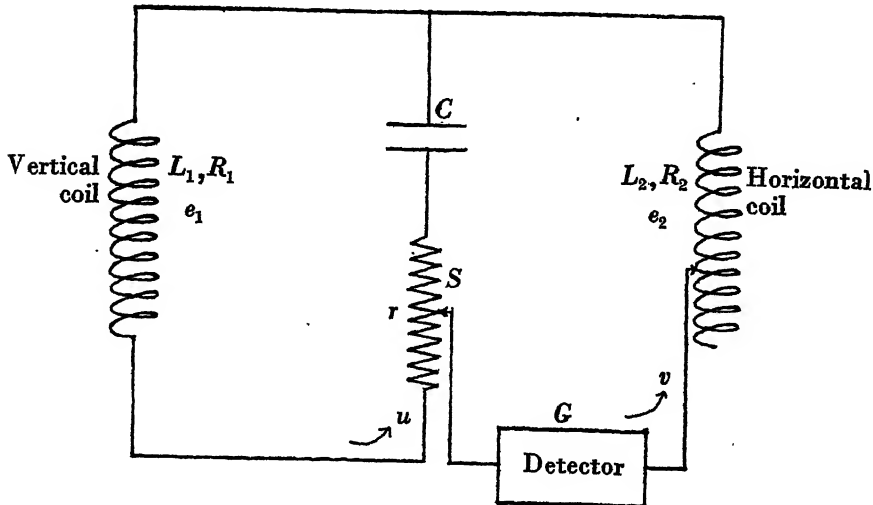 C
Vertical
coil
L₁,R₁
e₁
L₂,R₂
e₂
Horizontal
coil
S
r
u
v
G
Detector